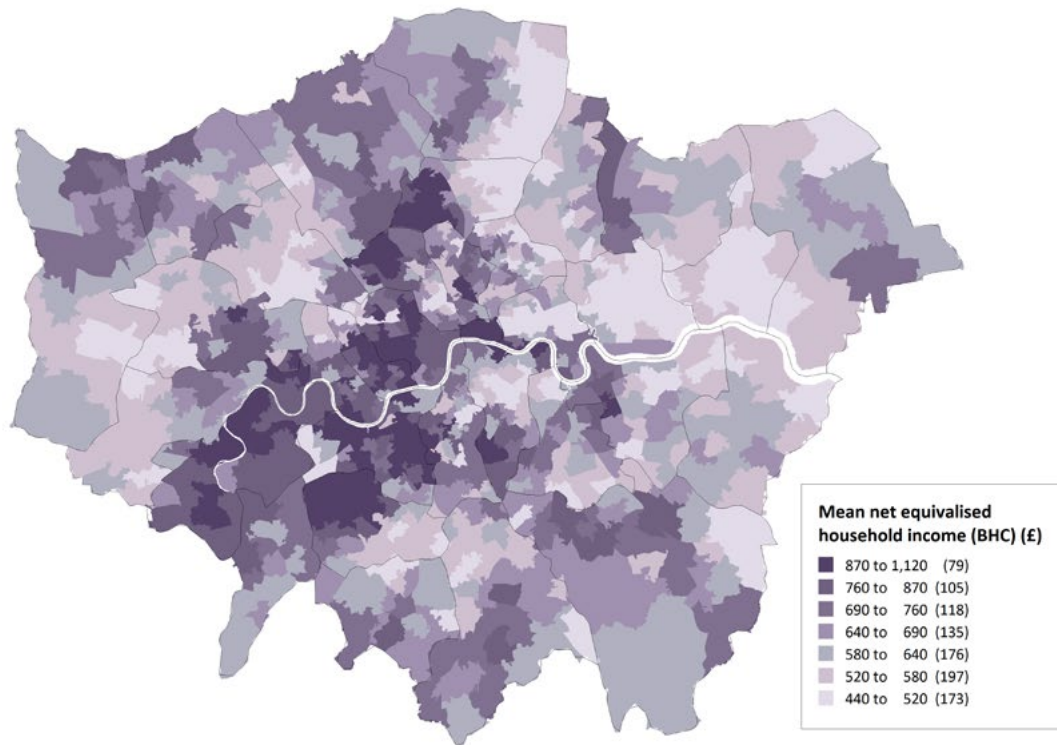 Mean net equivalised
household income (BHC) (£)
870 to 1,120 (79)
760 to 870 (105)
690 to 760 (118)
640 to 690 (135)
580 to 640 (176)
520 to 580 (197)
440 to 520 (173)